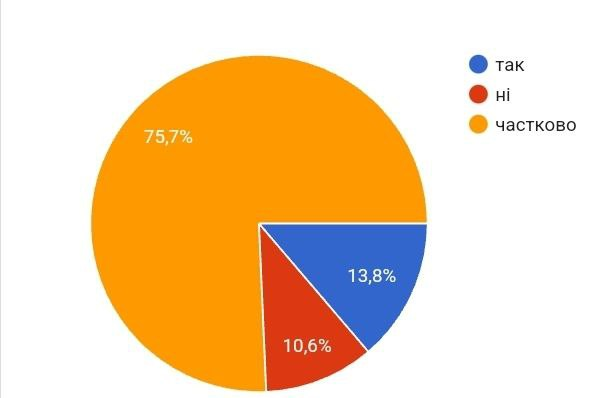 так
ні
частково
75,7%
13,8%
10,6%